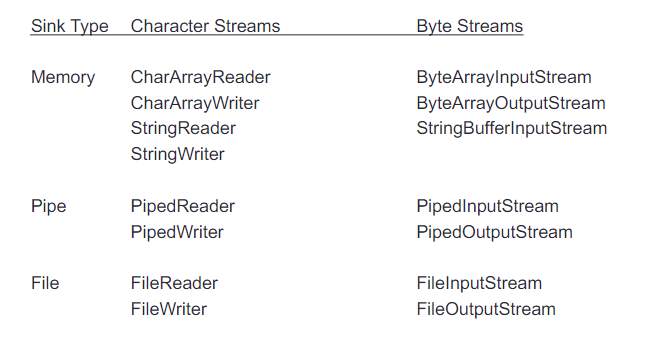 Sink Type Character Streams Byte Streams
Memory CharArrayReader ByteArrayInputStream
CharArrayWriter ByteArrayOutputStream
StringReader StringBufferInputStream
StringWriter
Pipe PipedReader PipedInputStream
PipedWriter PipedOutputStream
File FileReader FileInputStream
FileWriter FileOutputStream